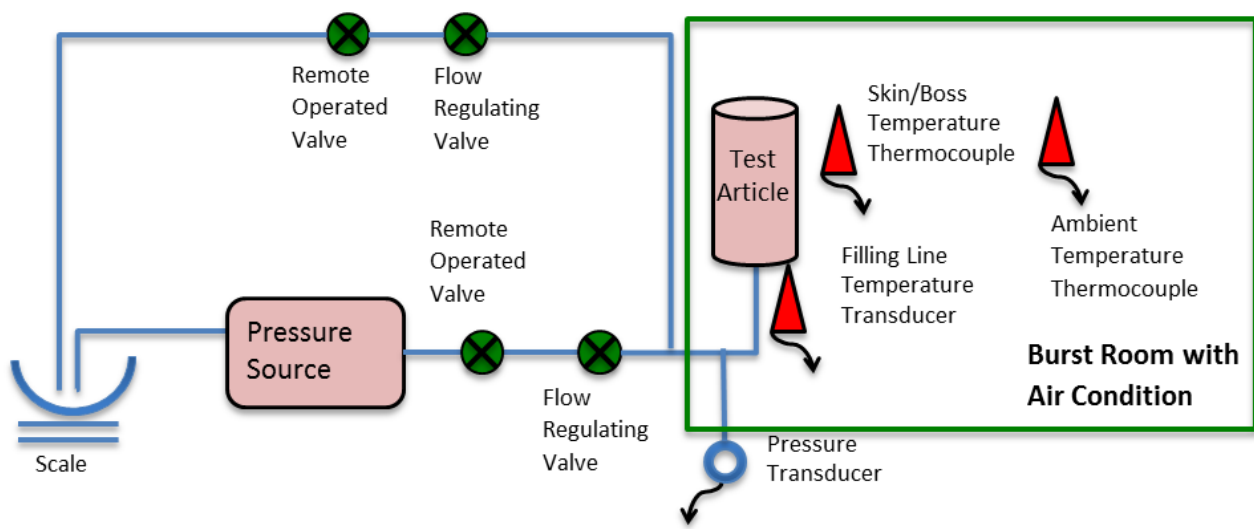 Remote
Operated
Valve
Flow
Regulating
Valve
Skin/Boss
Temperature
Thermocouple
Test
Article
Ambient
Temperature
Thermocouple
Remote
Operated
Valve
Filling Line
Temperature
Transducer
Pressure
Source
Burst Room with
Air Condition
Flow
Regulating
Valve
Pressure
Transducer
Scale